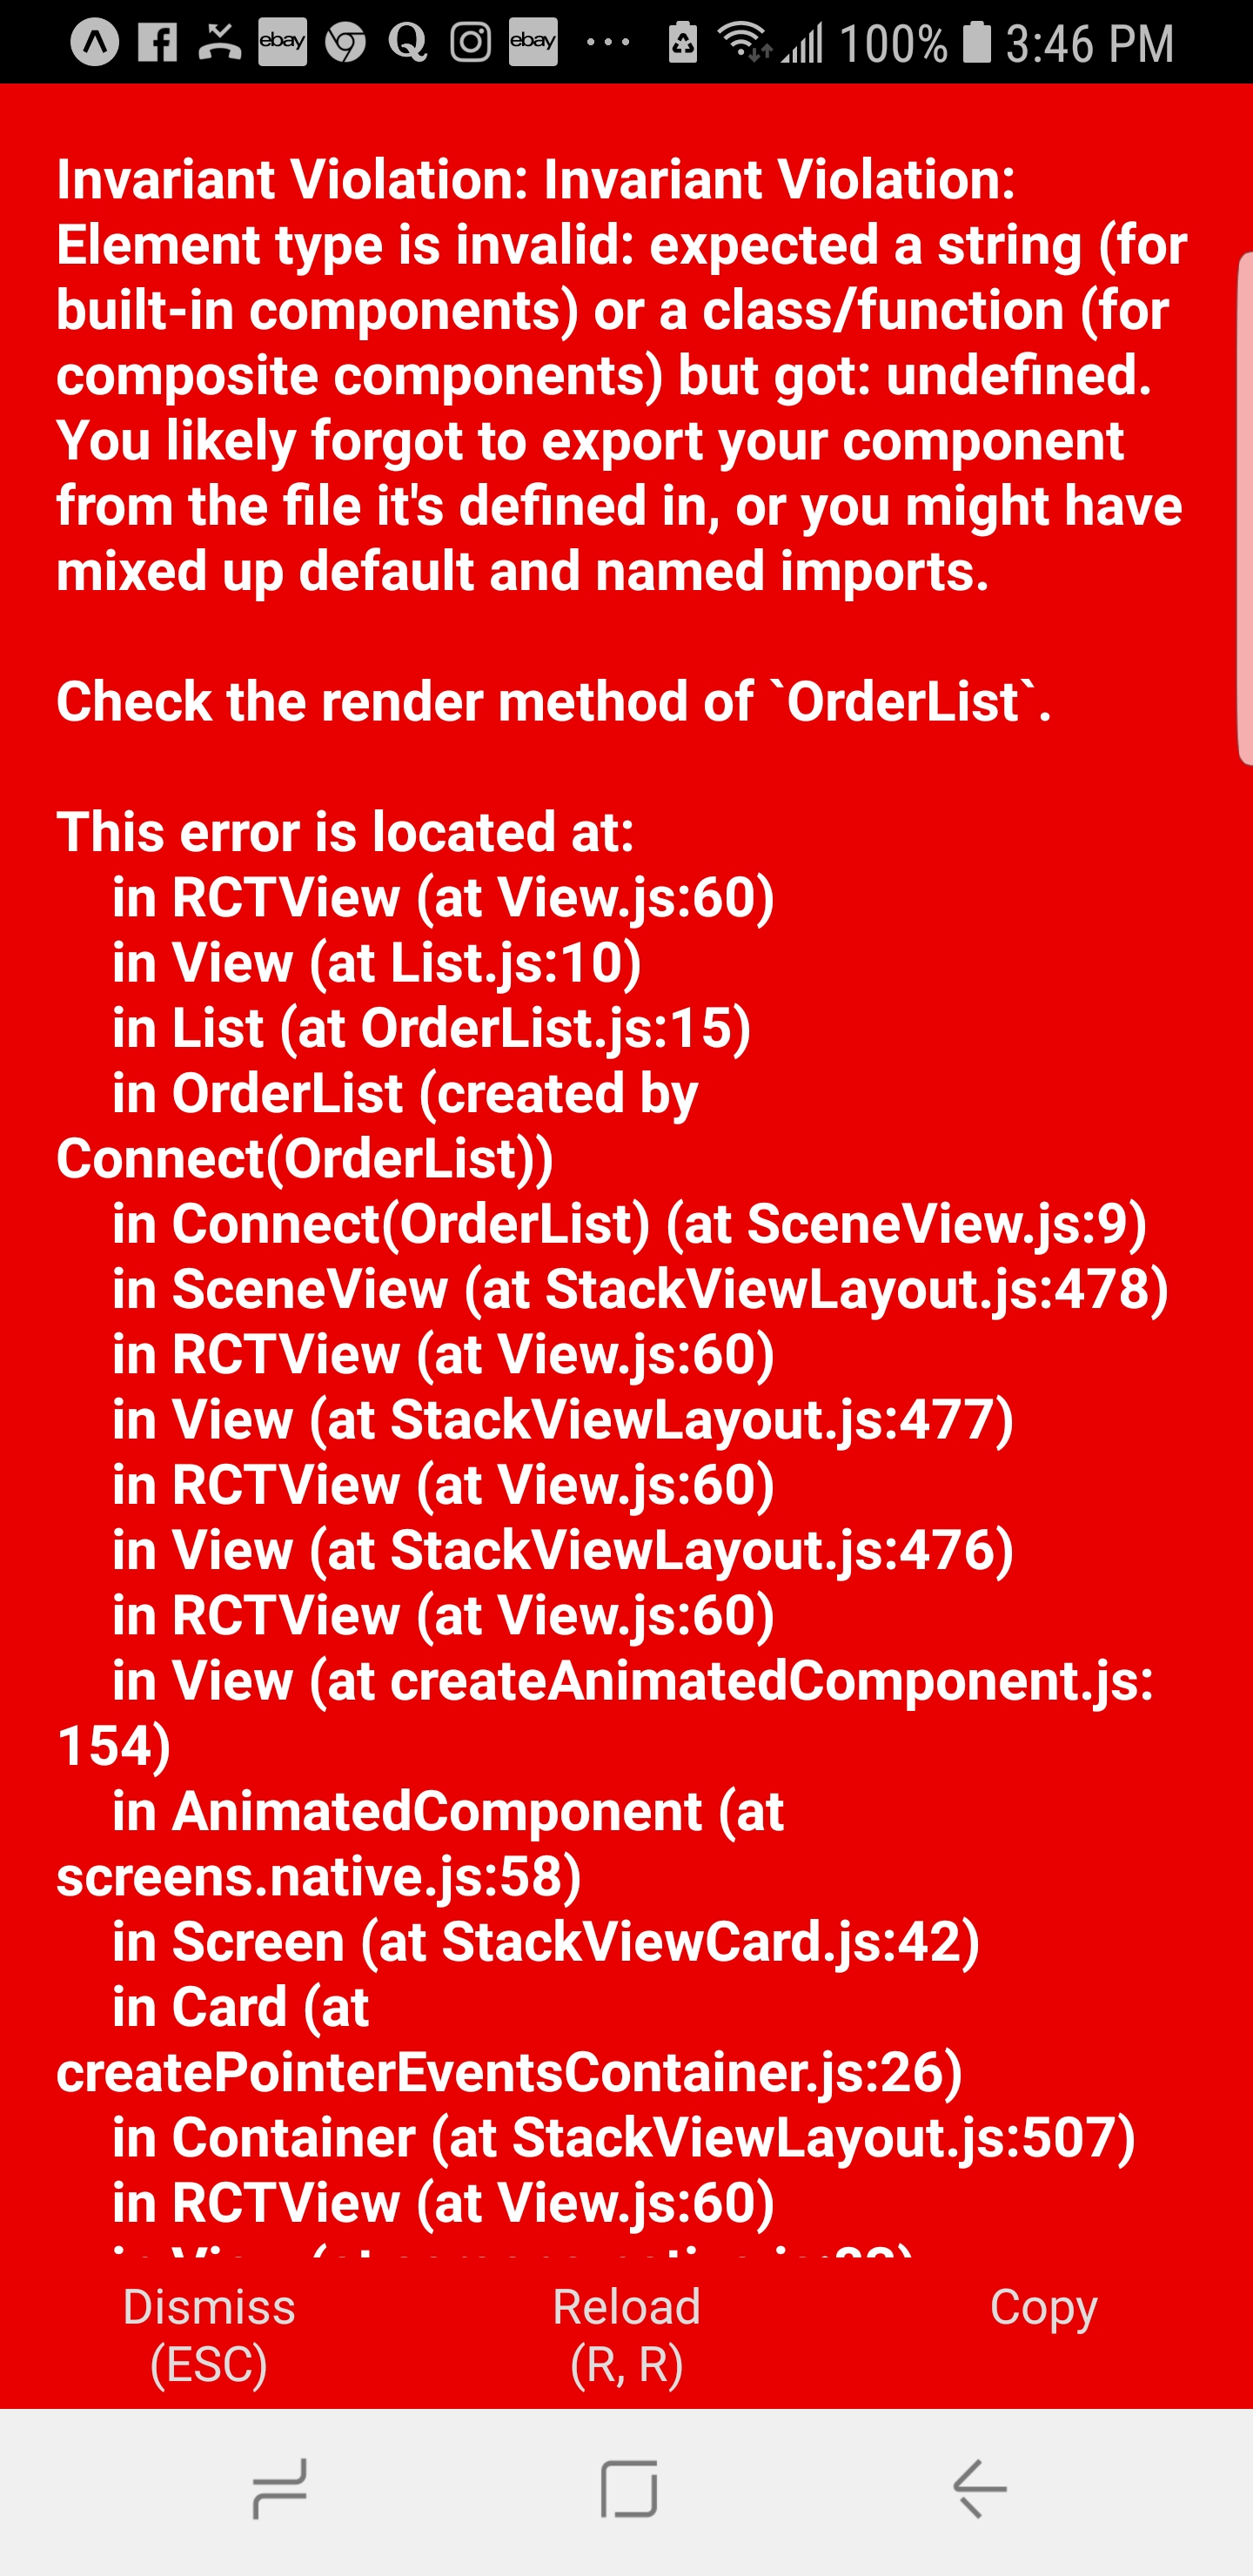 ebay
ebay
100%
3:46 PM
Invariant Violation: Invariant Violation:
Element type is invalid: expected a string (for
built-in components) or a class/function (for
composite components) but got: undefined.
You likely forgot to export your component
from the file it's defined in, or you might have
mixed up default and named imports.
Check the render method of `OrderList`.
This error is located at:
in RCTView (at View.js:60)
in View (at List.js:10)
in List (at OrderList.js:15)
in OrderList (created by
Connect(OrderList))
in Connect(OrderList) (at SceneView.js:9)
in SceneView (at StackViewLayout.js:478)
in RCTView (at View.js:60)
in View (at StackViewLayout.js:477)
in RCTView (at View.js:60)
in View (at StackViewLayout.js:476)
in RCTView (at View.js:60)
in View (at createAnimatedComponent.js:
154)
in AnimatedComponent (at
screens.native.js:58)
in Screen (at StackViewCard.js:42)
in Card (at
createPointerEventsContainer.js:26)
in Container (at StackViewLayout.js:507)
in RCTView (at View.js:60)
Dismiss
(ESC)
Reload
(R, R)
Copy